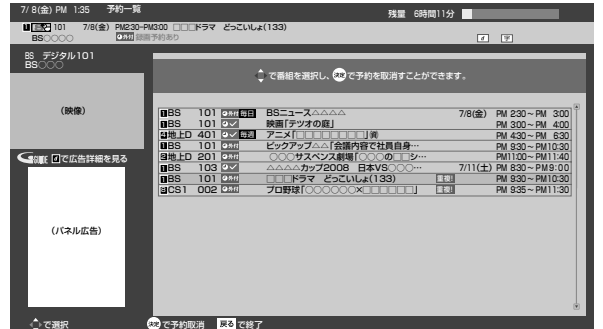 7/ 8(金) PM 1:35 予約一覧 残量 6時間11分
101 7/8(金) PM2:30~PM3:00 □□□ドラマ どっこいしょ(133)
BS○○○○ 録画予約あり d 字
BS デジタル101
BS○○○
で番組を選択し、決定で予約を取消すことができます。
(映像)
BS 101 毎日 BSニュース△△△△ 7/8(金) PM 2:30~PM 3:00
BS 101 映画「テツオの庭」 PM 3:00~PM 4:00
地上D 401 毎週 アニメ「□□□□□□□」 PM 4:30~PM 6:30
BS 101 ビックアップ△△「会議内容で社員自身… PM 9:30~PM10:30
地上D 201 ○○○サスペンス劇場「○○○の□□シ… PM11:00~PM11:40
BS 103 △△△△カップ2008 日本VS○○○… 7/11(土) PM 8:30~PM9:00
BS 101 □□□ドラマ どっこいしょ(133) 重複! PM 9:30~PM10:30
CS1 002 プロ野球「○○○○○○×□□□□□□」 重複! PM 9:35~PM11:30
GUIDE dで広告詳細を見る
(パネル広告)
で選択 決定で予約取消 戻るで終了